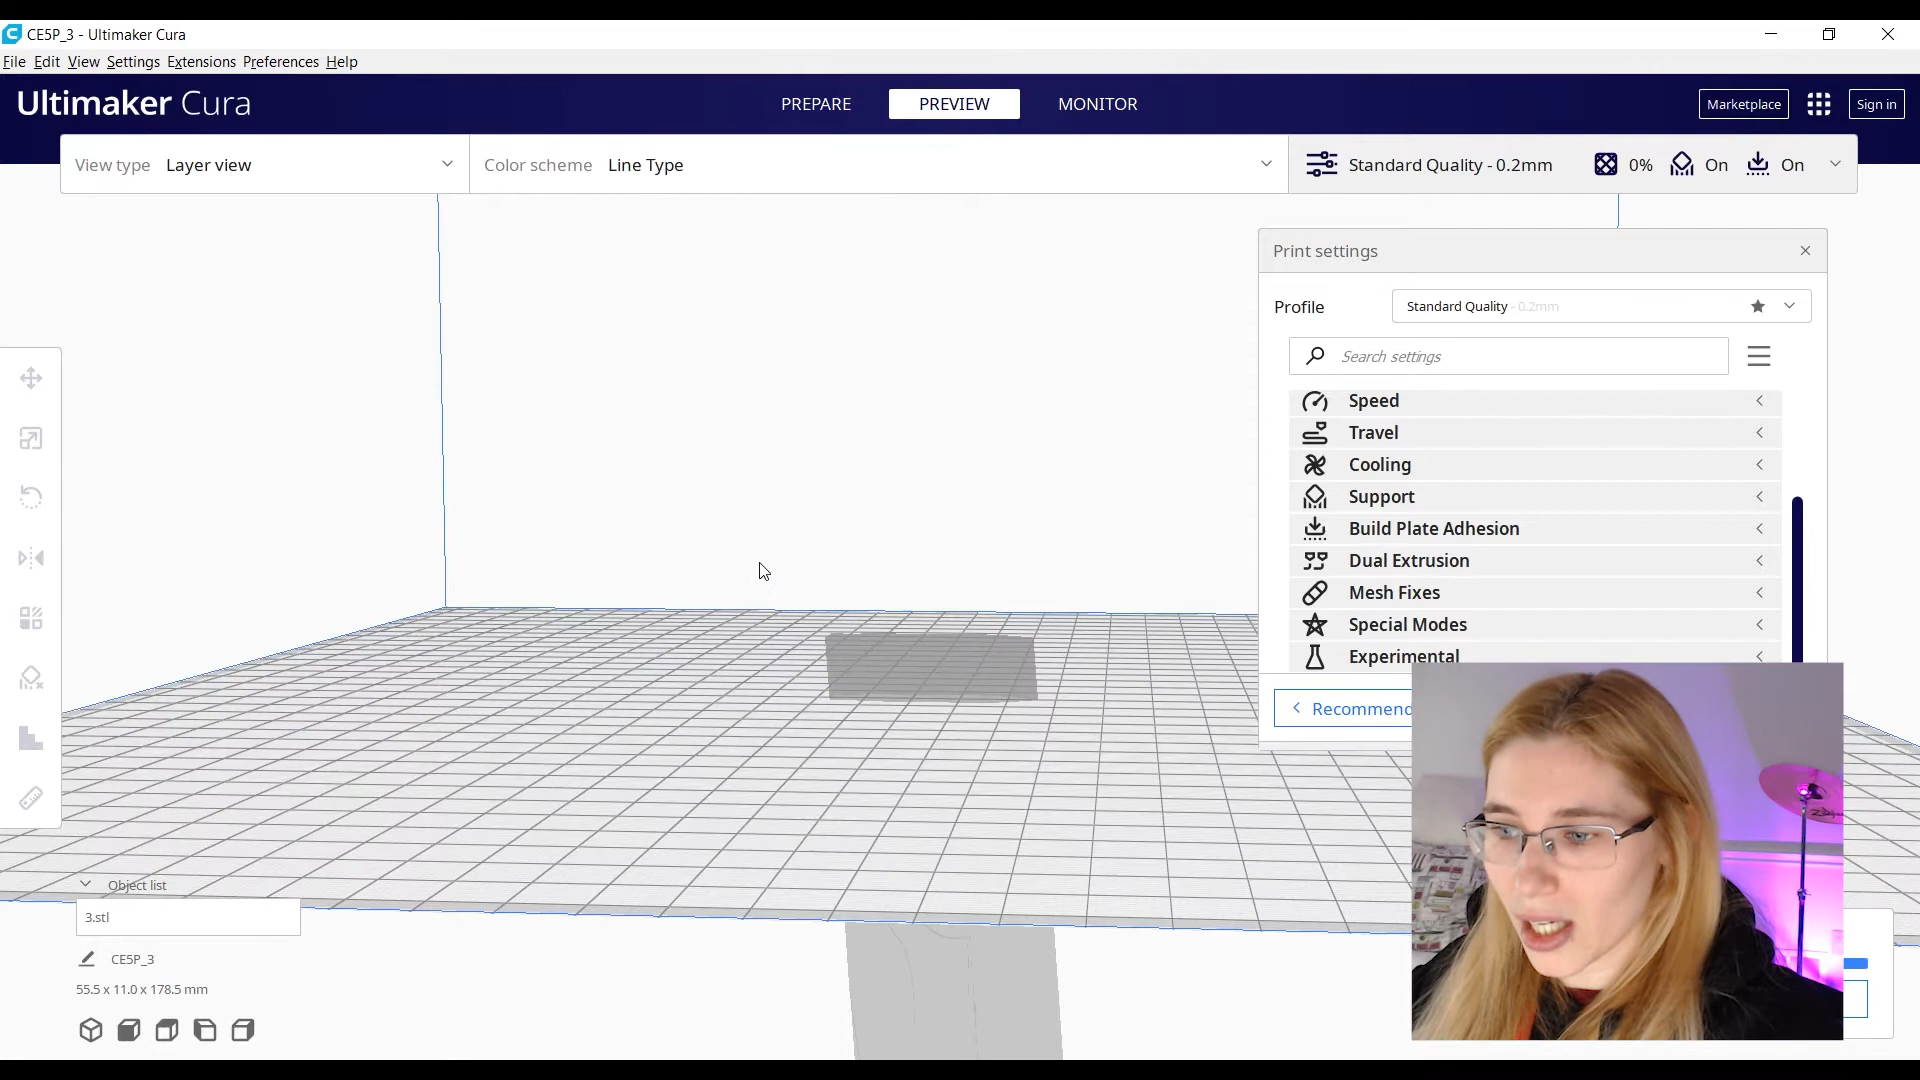 CE5P_3 - Ultimaker Cura
File Edit View Settings Extensions Preferences Help
Ultimaker Cura
PREPARE PREVIEW MONITOR
Marketplace
Sign in
View type Layer view
Color scheme Line Type
Standard Quality - 0.2mm 0% On On
Print settings
Profile Standard Quality - 0.2mm
Search settings
Speed
Travel
Cooling
Support
Build Plate Adhesion
Dual Extrusion
Mesh Fixes
Special Modes
Experimental
Recommend
Object list
3.stl
CE5P_3
55.5 x 11.0 x 178.5 mm